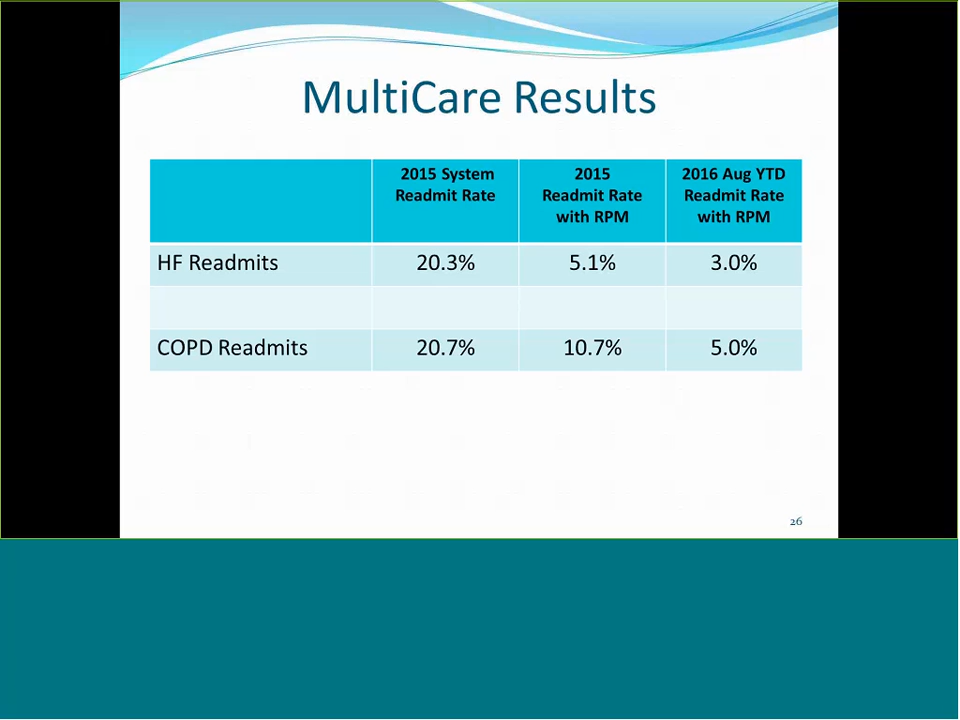 MultiCare Results
2015 System
Readmit Rate
2015
Readmit Rate
with RPM
2016 Aug YTD
Readmit Rate
with RPM
HF Readmits 20.3% 5.1% 3.0%
COPD Readmits 20.7% 10.7% 5.0%
26